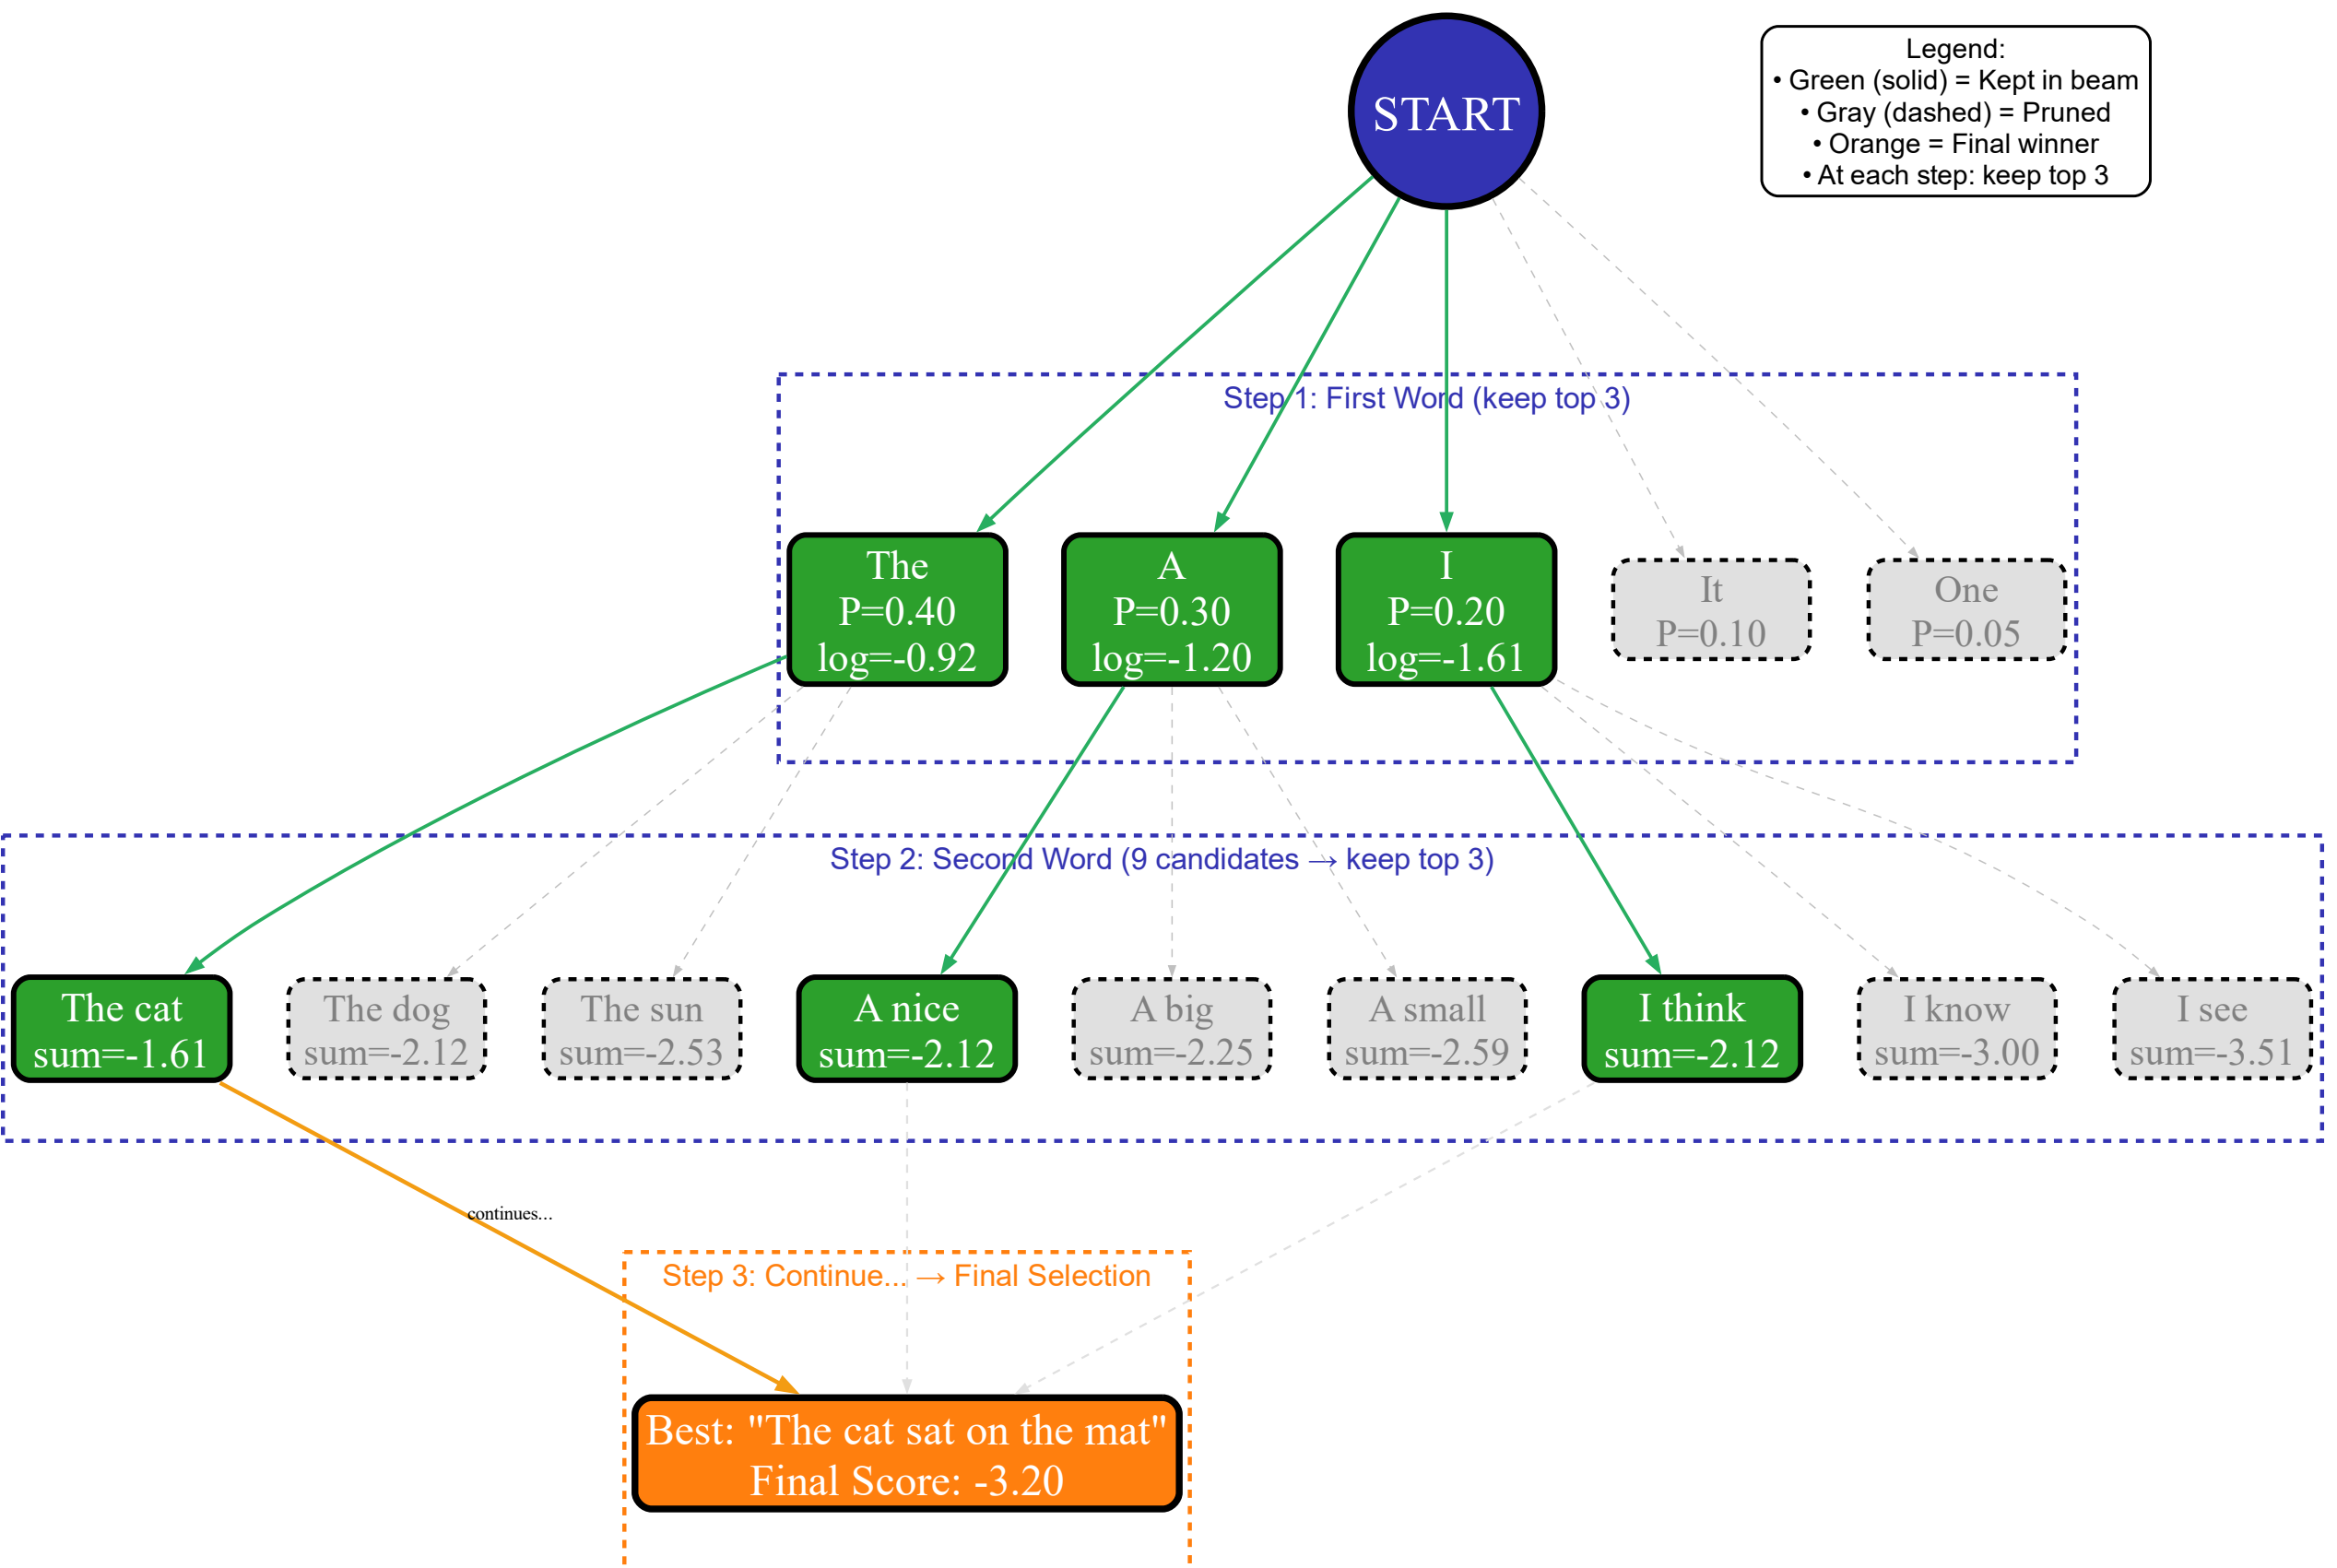 START
Legend:
• Green (solid) = Kept in beam
• Gray (dashed) = Pruned
• Orange = Final winner
• At each step: keep top 3
Step 1: First Word (keep top 3)
The
P=0.40
log=-0.92
A
P=0.30
log=-1.20
I
P=0.20
log=-1.61
It
P=0.10
One
P=0.05
Step 2: Second Word (9 candidates → keep top 3)
The cat
sum=-1.61
The dog
sum=-2.12
The sun
sum=-2.53
A nice
sum=-2.12
A big
sum=-2.25
A small
sum=-2.59
I think
sum=-2.12
I know
sum=-3.00
I see
sum=-3.51
continues...
Step 3: Continue... → Final Selection
Best: "The cat sat on the mat"
Final Score: -3.20